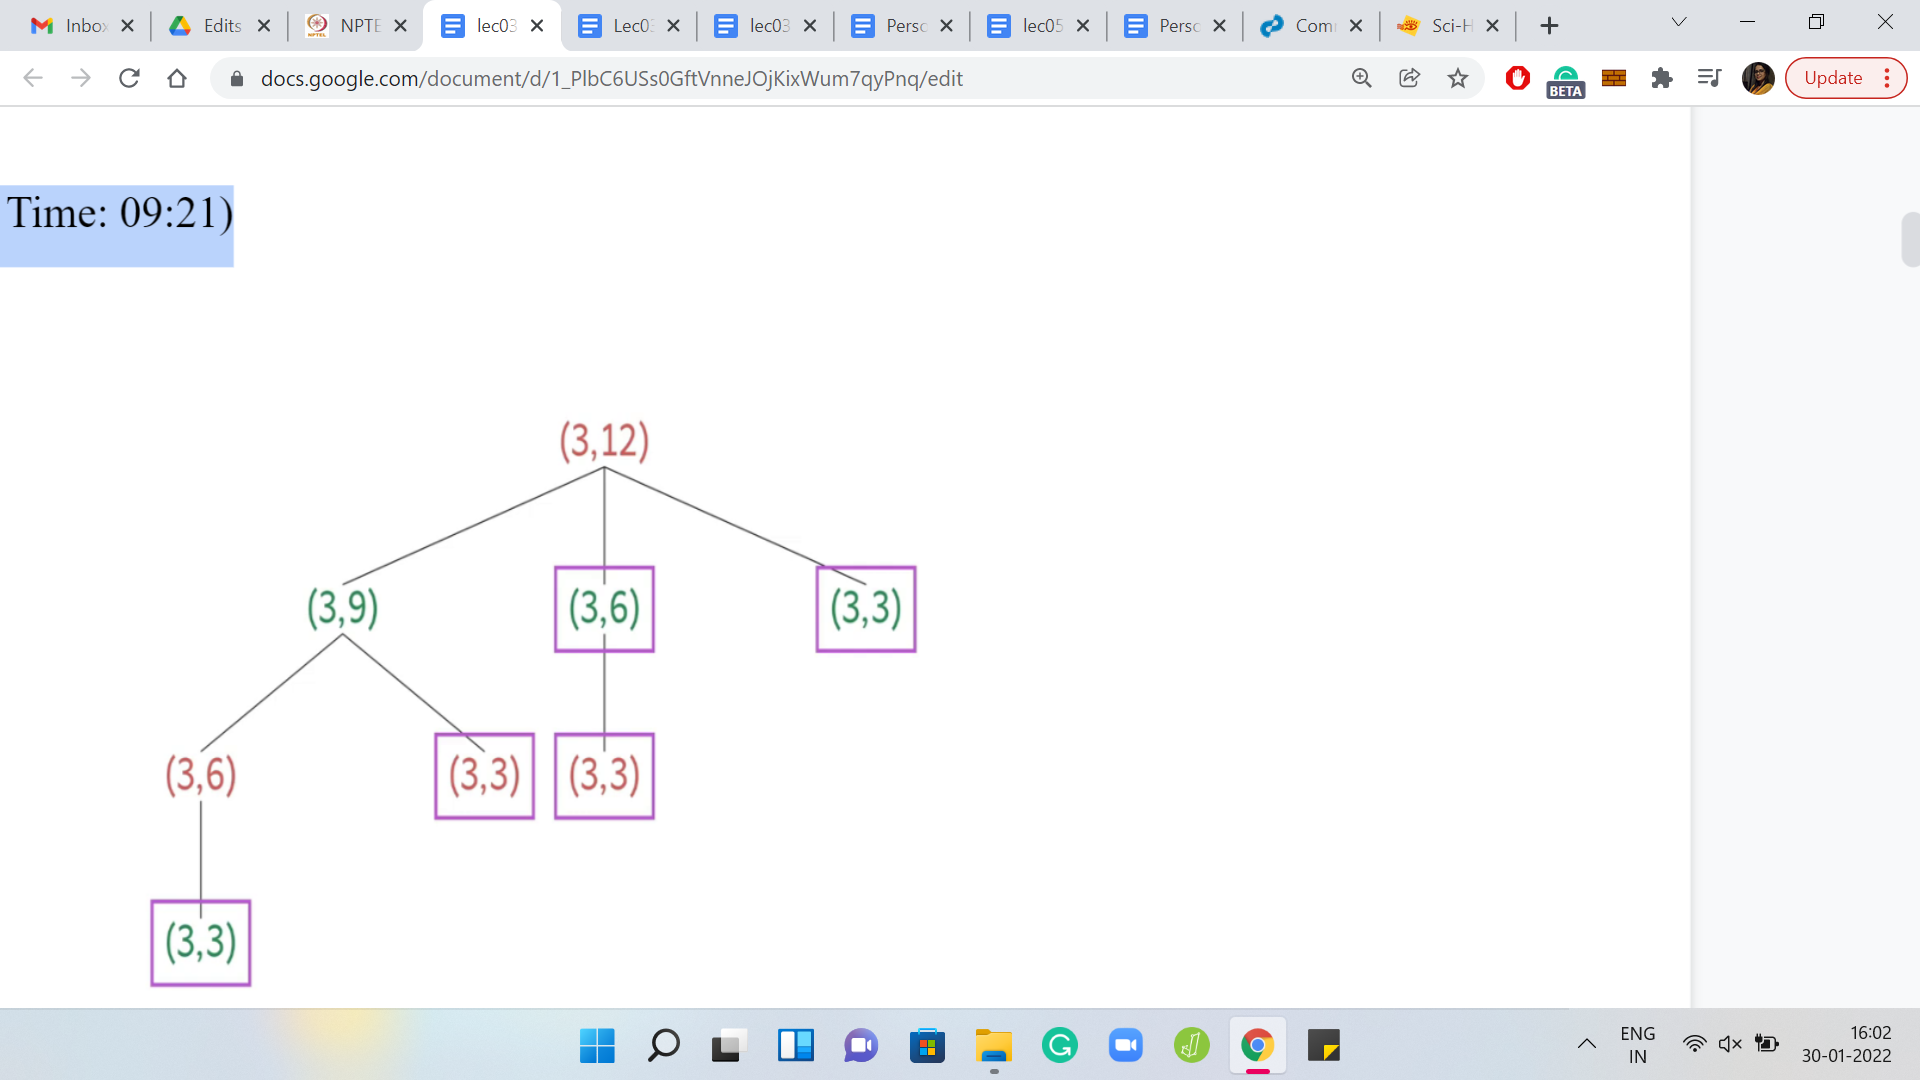 Inbo
Edits
NPTE
lec03
Lec0
lec03
Perso
lec05
Perso
Com
Sci-H
docs.google.com/document/d/1_PlbC6USs0GftVnneJOjKixWum7qyPnq/edit
BETA
Update
Time: 09:21)
(3,12)
(3,9) (3,6) (3,3)
(3,6) (3,3) (3,3)
(3,3)
ENG
IN
16:02
30-01-2022